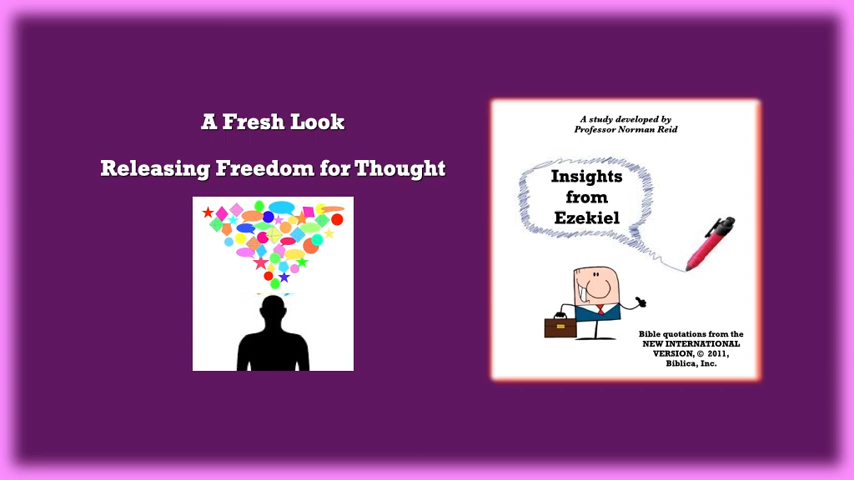 A Fresh Look
Releasing Freedom for Thought
A study developed by
Professor Norman Reid
Insights
from
Ezekiel
Bible quotations from the
NEW INTERNATIONAL
VERSION, © 2011,
Biblica, Inc.